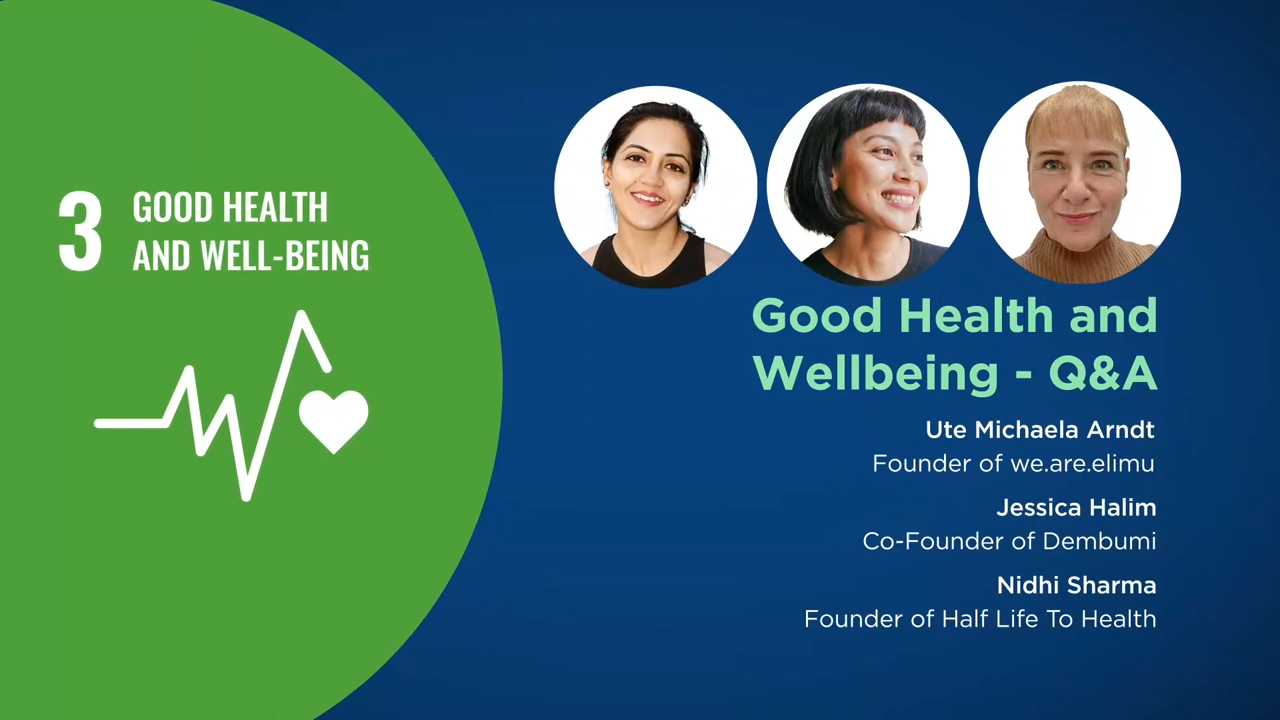 3 GOOD HEALTH
AND WELL-BEING
Good Health and
Wellbeing - Q&A
Ute Michaela Arndt
Founder of we.are.elimu
Jessica Halim
Co-Founder of Dembumi
Nidhi Sharma
Founder of Half Life To Health